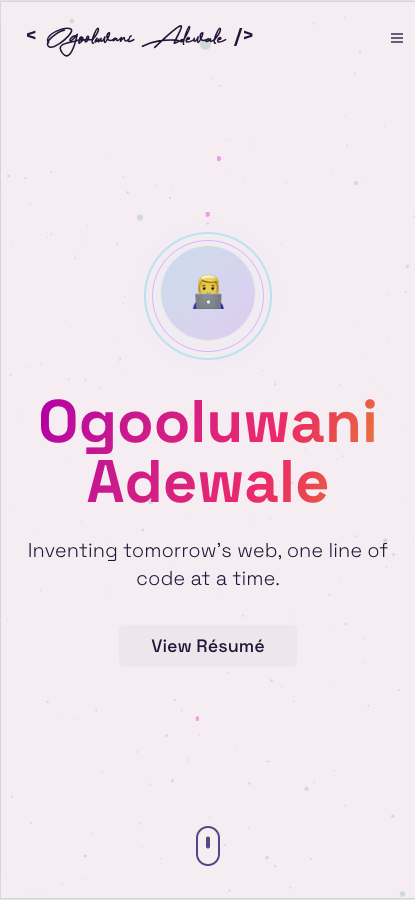 < Ogooluwani Adewale />
Ogooluwani
Adewale
Inventing tomorrow's web, one line of
code at a time.
View Résumé